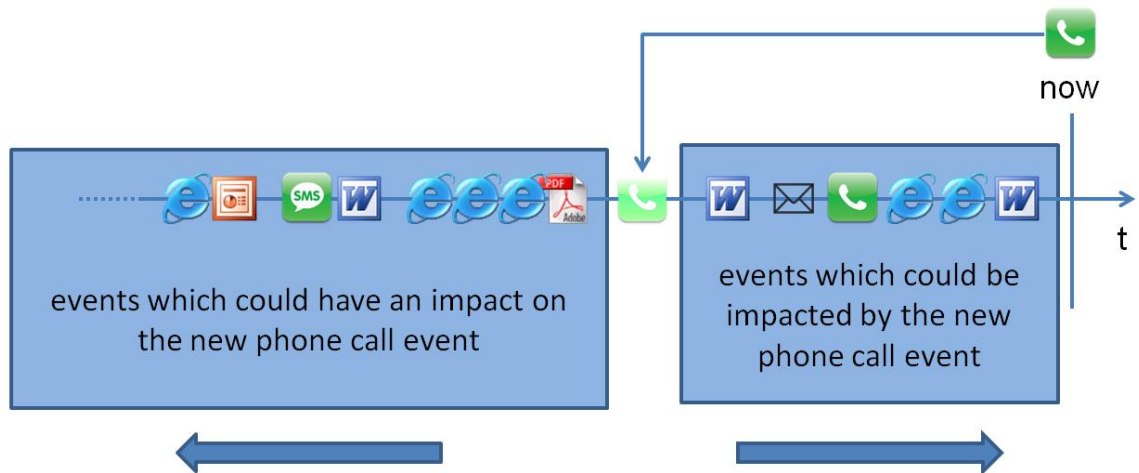 now
SMS
W
PDF
Adobe
W
W
t
events which could have an impact on
the new phone call event
events which could be
impacted by the new
phone call event